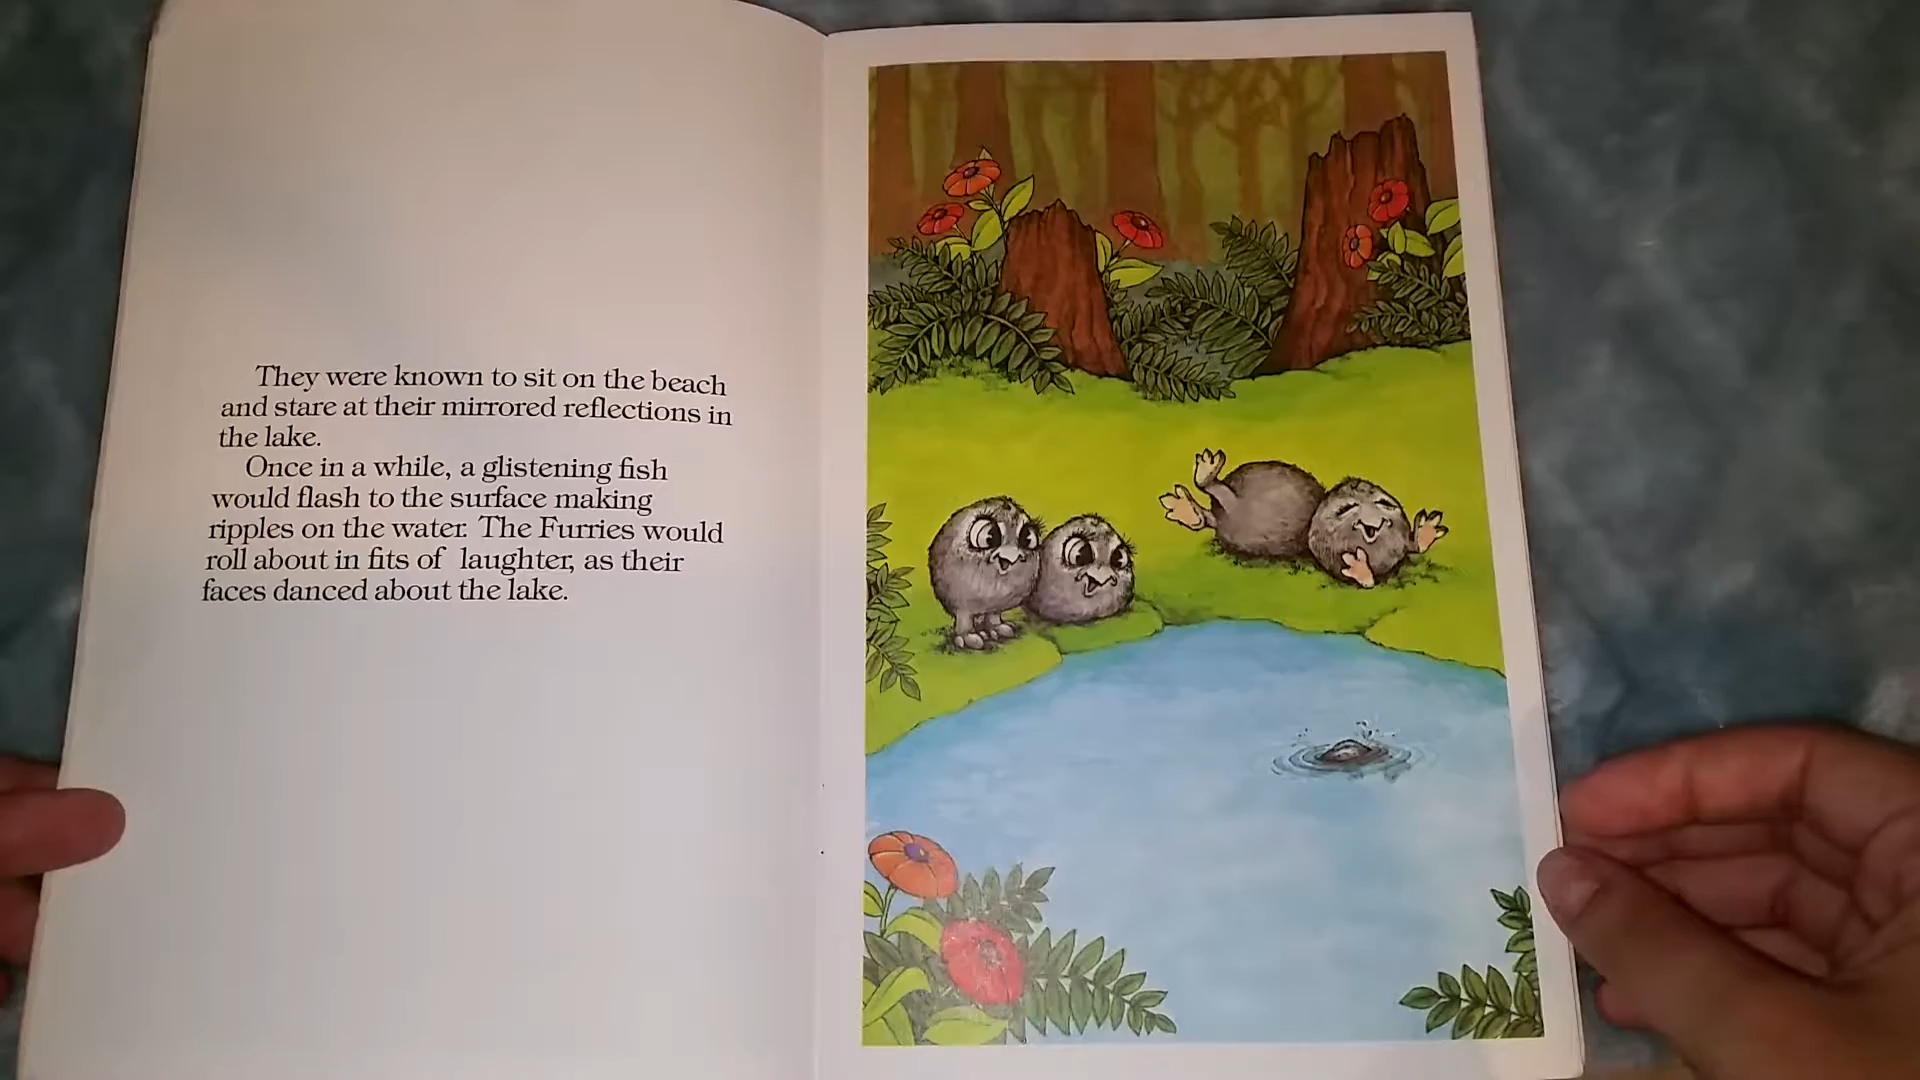 They were known to sit on the beach
and stare at their mirrored reflections in
the lake.
Once in a while, a glistening fish
would flash to the surface making
ripples on the water. The Furries would
roll about in fits of laughter, as their
faces danced about the lake.